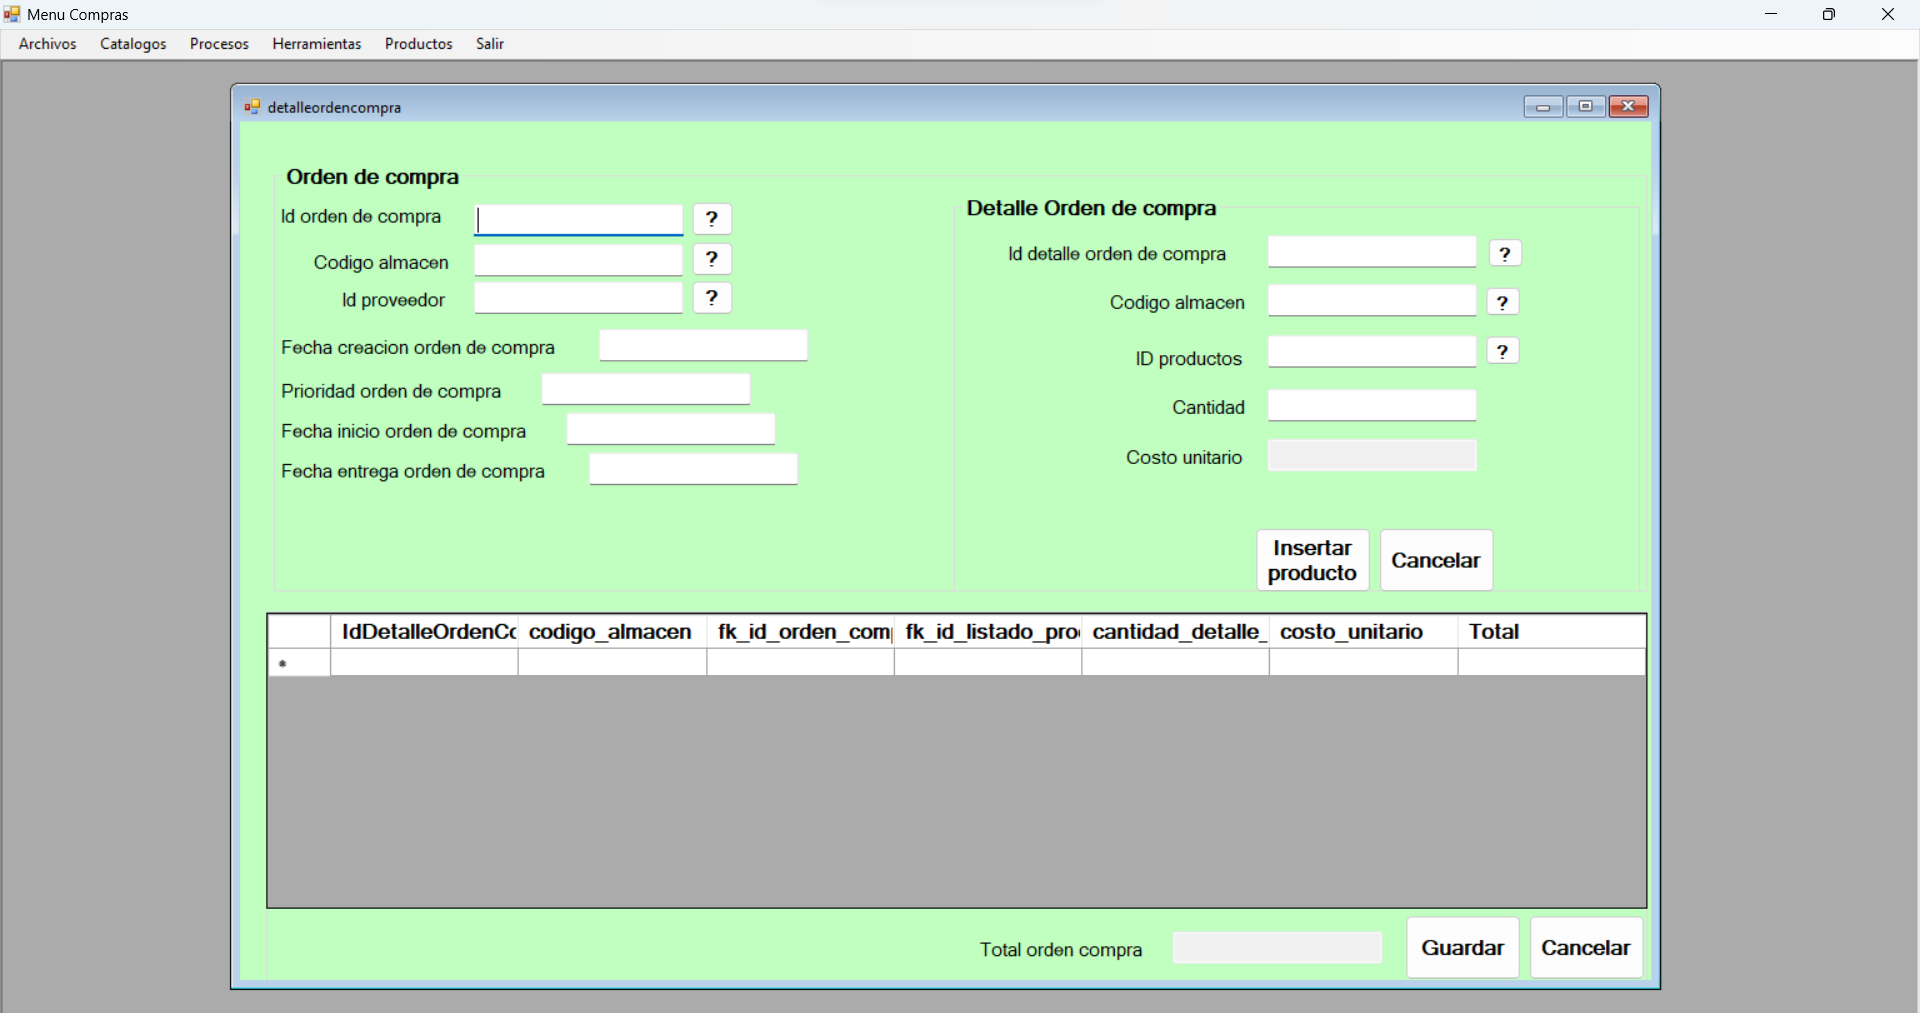 Menu Compras
Archivos Catalogos Procesos Herramientas Productos Salir
detalleordencompra
Orden de compra
Id orden de compra ?
Codigo almacen ?
Id proveedor ?
Fecha creacion orden de compra
Prioridad orden de compra
Fecha inicio orden de compra
Fecha entrega orden de compra
Detalle Orden de compra
Id detalle orden de compra ?
Codigo almacen ?
ID productos ?
Cantidad
Costo unitario
Insertar
producto
Cancelar
IdDetalleOrdenCo codigo_almacen fk_id_orden_com fk_id_listado_pro cantidad_detalle_ costo_unitario Total
*
Total orden compra
Guardar Cancelar